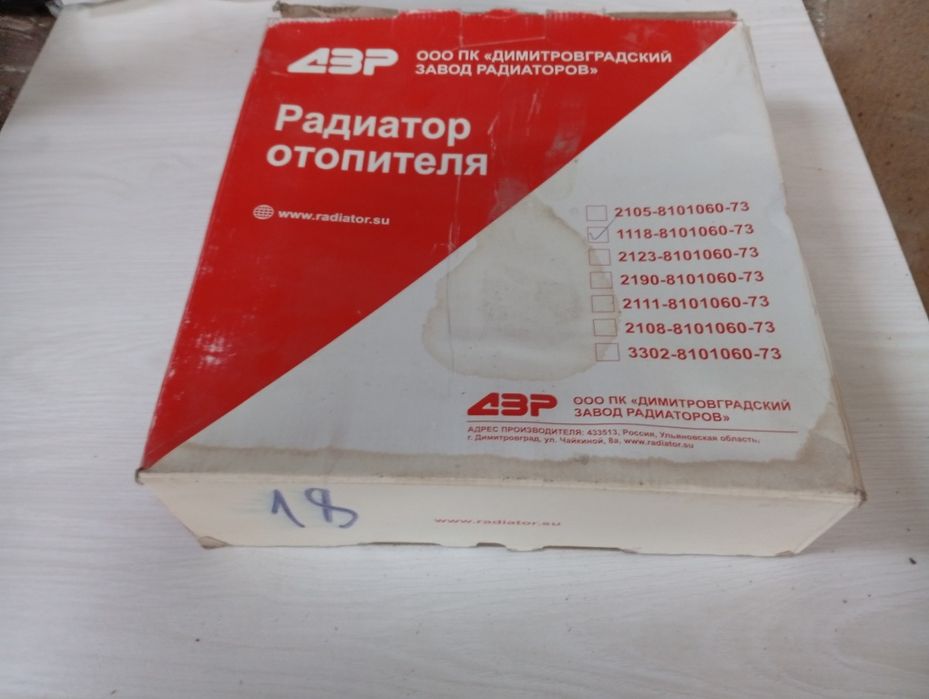 ДЗР
ООО ПК «ДИМИТРОВГРАДСКИЙ
ЗАВОД РАДИАТОРОВ»
Радиатор
отопителя
www.radiator.su
2105-8101060-73
1118-8101060-73
2123-8101060-73
2190-8101060-73
2111-8101060-73
2108-8101060-73
3302-8101060-73
ДЗР
ООО ПК «ДИМИТРОВГРАДСКИЙ
ЗАВОД РАДИАТОРОВ»
АДРЕС ПРОИЗВОДИТЕЛЯ: 433513, Россия, Ульяновская область,
г. Димитровград, ул. Чайкиной, 8а, www.radiator.su
18
www.radiator.su